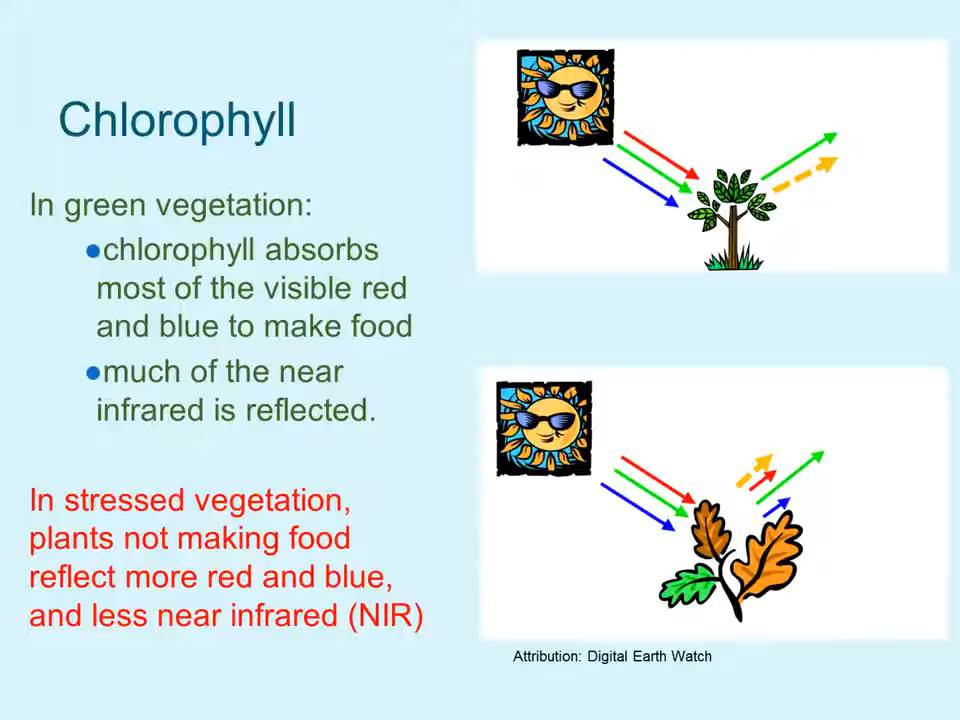 Chlorophyll
In green vegetation:
●chlorophyll absorbs
most of the visible red
and blue to make food
●much of the near
infrared is reflected.
In stressed vegetation,
plants not making food
reflect more red and blue,
and less near infrared (NIR)
Attribution: Digital Earth Watch